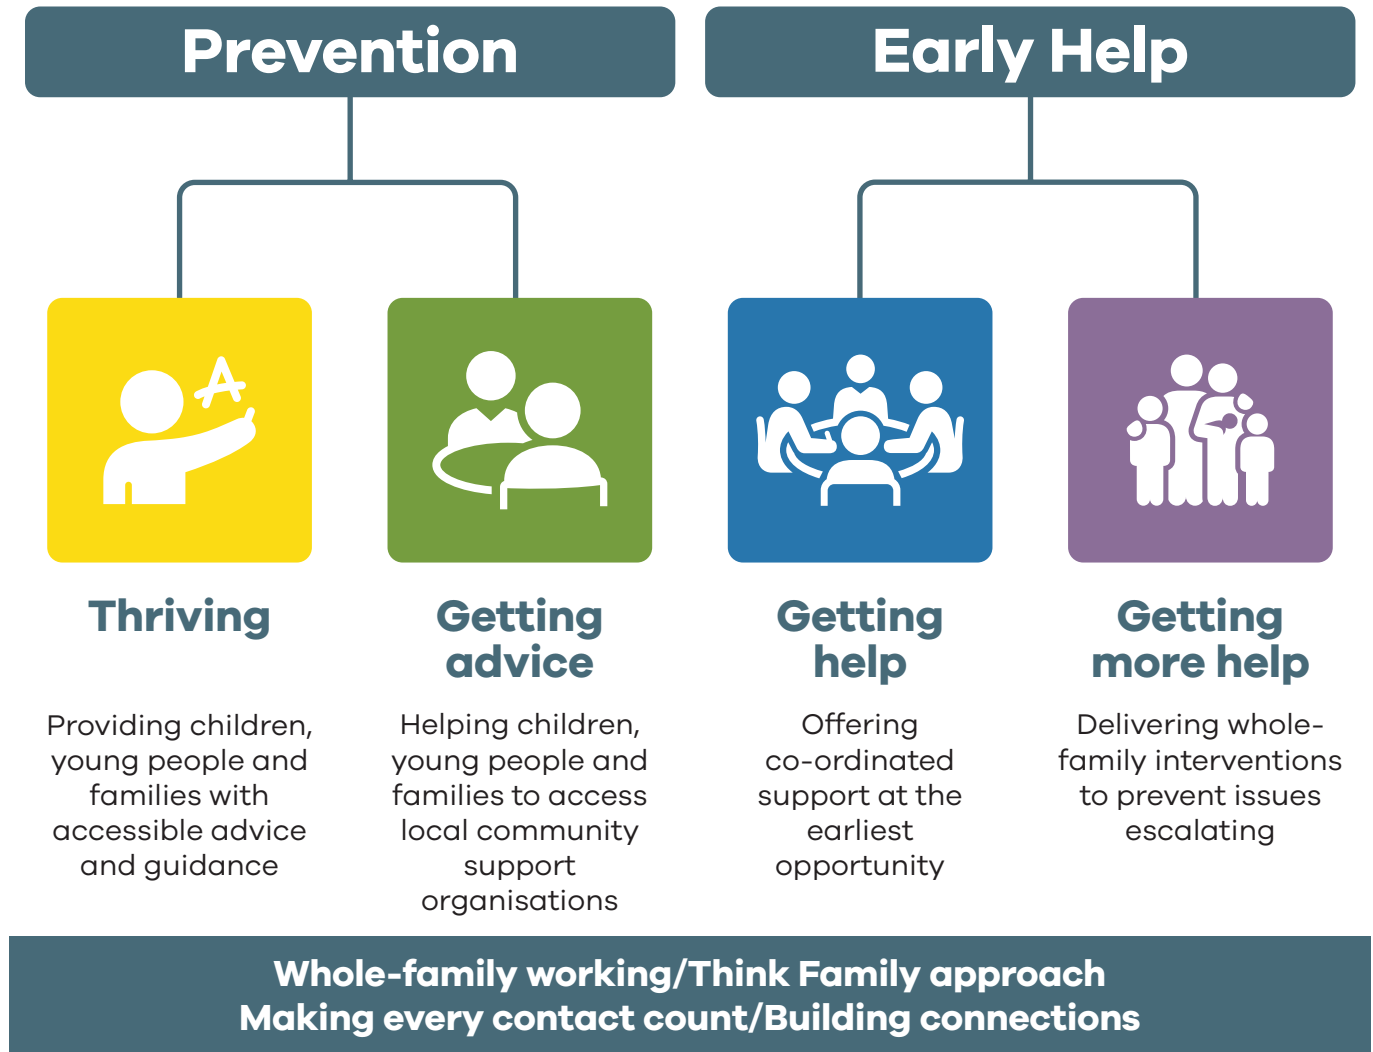 Prevention
Early Help
Thriving
Providing children,
young people and
families with
accessible advice
and guidance
Getting
advice
Helping children,
young people and
families to access
local community
support
organisations
Getting
help
Offering
co-ordinated
support at the
earliest
opportunity
Getting
more help
Delivering whole-
family interventions
to prevent issues
escalating
Whole-family working/Think Family approach
Making every contact count/Building connections